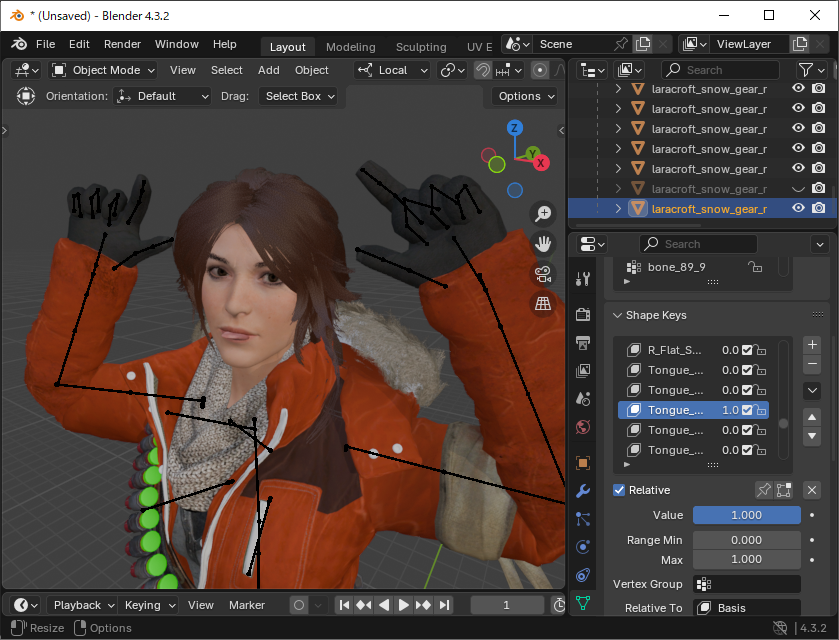 * (Unsaved) - Blender 4.3.2
File Edit Render Window Help Layout Modeling Sculpting UV E Scene ViewLayer
Object Mode View Select Add Object Local Search
Orientation: Default Drag: Select Box Options
laracroft_snow_gear_r
laracroft_snow_gear_r
laracroft_snow_gear_r
laracroft_snow_gear_r
laracroft_snow_gear_r
laracroft_snow_gear_r
laracroft_snow_gear_r
Z
Y
X
Search
bone_89_9
Shape Keys
R_Flat_S... 0.0
Tongue_... 0.0
Tongue_... 0.0
Tongue_... 1.0
Tongue_... 0.0
Tongue_... 0.0
Relative
Value 1.000
Range Min 0.000
Max 1.000
Vertex Group
Relative To Basis
Playback Keying View Marker 1
Resize Options 4.3.2